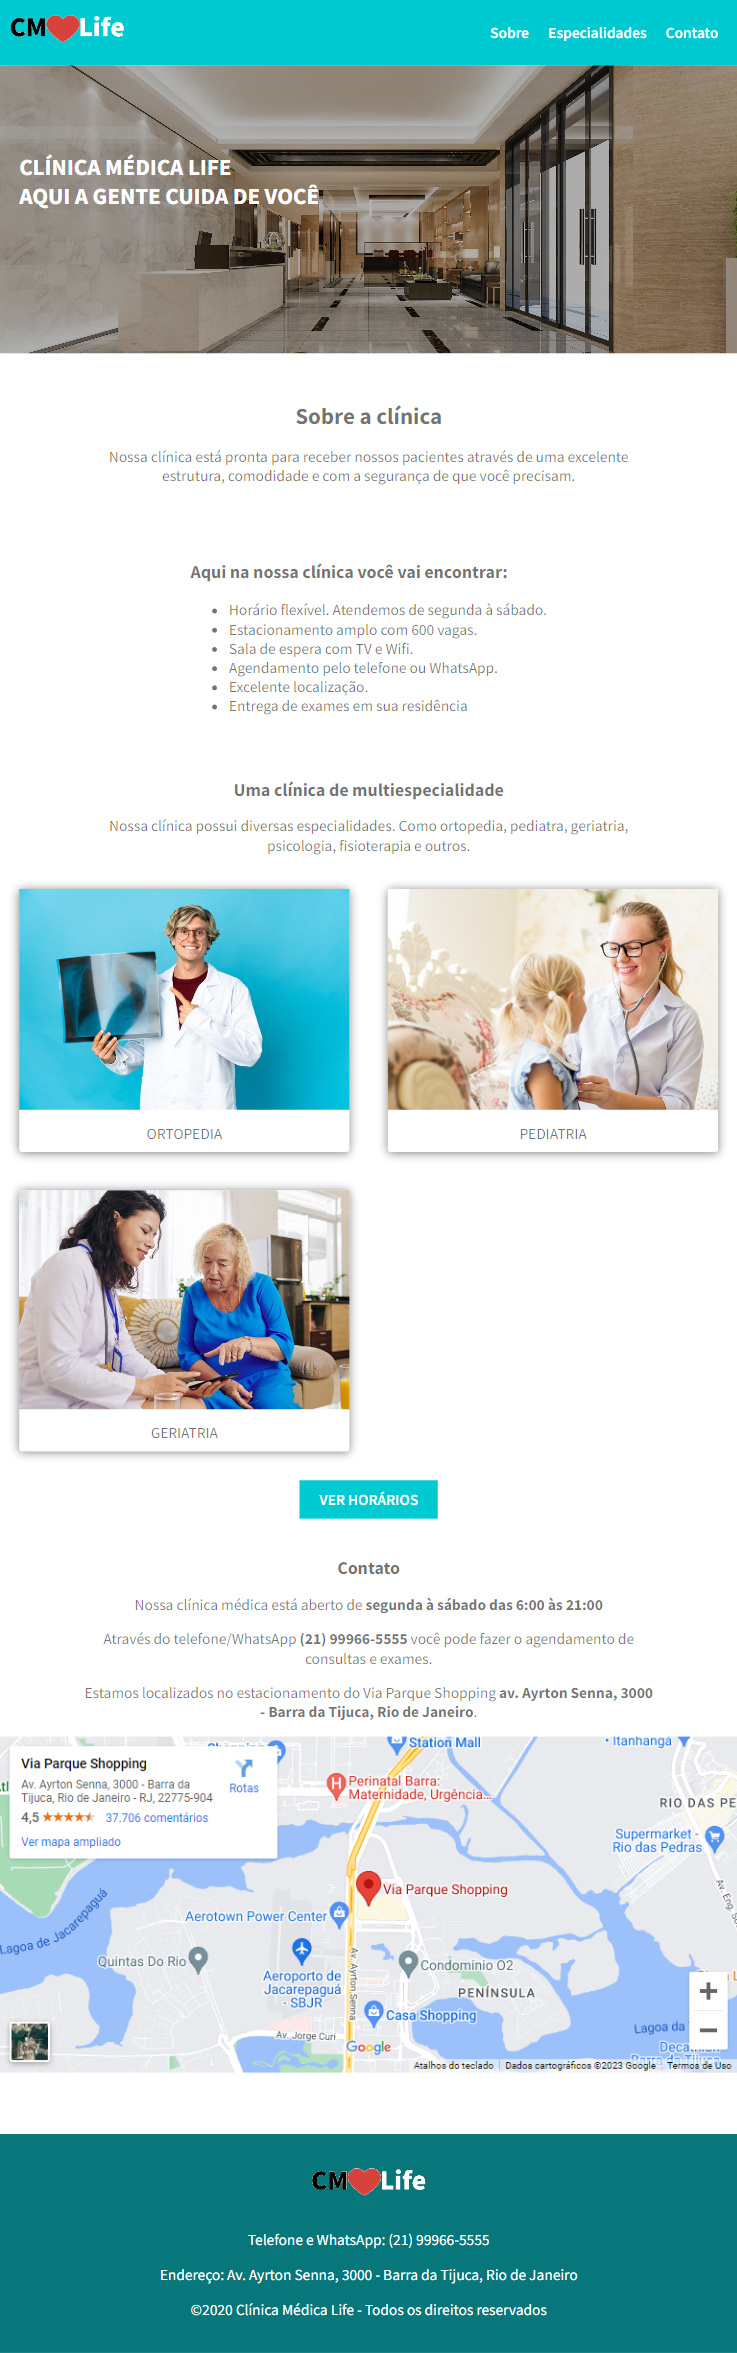 CM Life
Sobre Especialidades Contato
CLÍNICA MÉDICA LIFE
AQUI A GENTE CUIDA DE VOCÊ
Sobre a clínica
Nossa clínica está pronta para receber nossos pacientes através de uma excelente
estrutura, comodidade e com a segurança de que você precisam.
Aqui na nossa clínica você vai encontrar:
Horário flexível. Atendemos de segunda à sábado.
Estacionamento amplo com 600 vagas.
Sala de espera com TV e Wifi.
Agendamento pelo telefone ou WhatsApp.
Excelente localização.
Entrega de exames em sua residência
Uma clínica de multiespecialidade
Nossa clínica possui diversas especialidades. Como ortopedia, pediatra, geriatria,
psicologia, fisioterapia e outros.
ORTOPEDIA
PEDIATRIA
GERIATRIA
VER HORÁRIOS
Contato
Nossa clínica médica está aberto de segunda à sábado das 6:00 às 21:00
Através do telefone/WhatsApp (21) 99966-5555 você pode fazer o agendamento de
consultas e exames.
Estamos localizados no estacionamento do Via Parque Shopping av. Ayrton Senna, 3000
- Barra da Tijuca, Rio de Janeiro.
Via Parque Shopping
Av. Ayrton Senna, 3000 - Barra da
Tijuca, Rio de Janeiro - RJ, 22775-904
Rotas
4,5 37.706 comentários
Ver mapa ampliado
Station Mall
Itanhangá
Perinatal Barra:
Maternidade, Urgência...
RIO DAS PE
Supermarket -
Rio das Pedras
Via Parque Shopping
Av. Eng.
Aerotown Power Center
Lagoa de Jacarepaguá
Quintas Do Rio
Aeroporto de
Jacarepaguá
- SBJR
Av. Ayrton Senna
Condominio O2
PENÍNSULA
Casa Shopping
Av. Jorge Curi
Lagoa da
Google
Atalhos do teclado
Dados cartográficos ©2023 Google
Termos de Uso
CM Life
Telefone e WhatsApp: (21) 99966-5555
Endereço: Av. Ayrton Senna, 3000 - Barra da Tijuca, Rio de Janeiro
©2020 Clínica Médica Life - Todos os direitos reservados